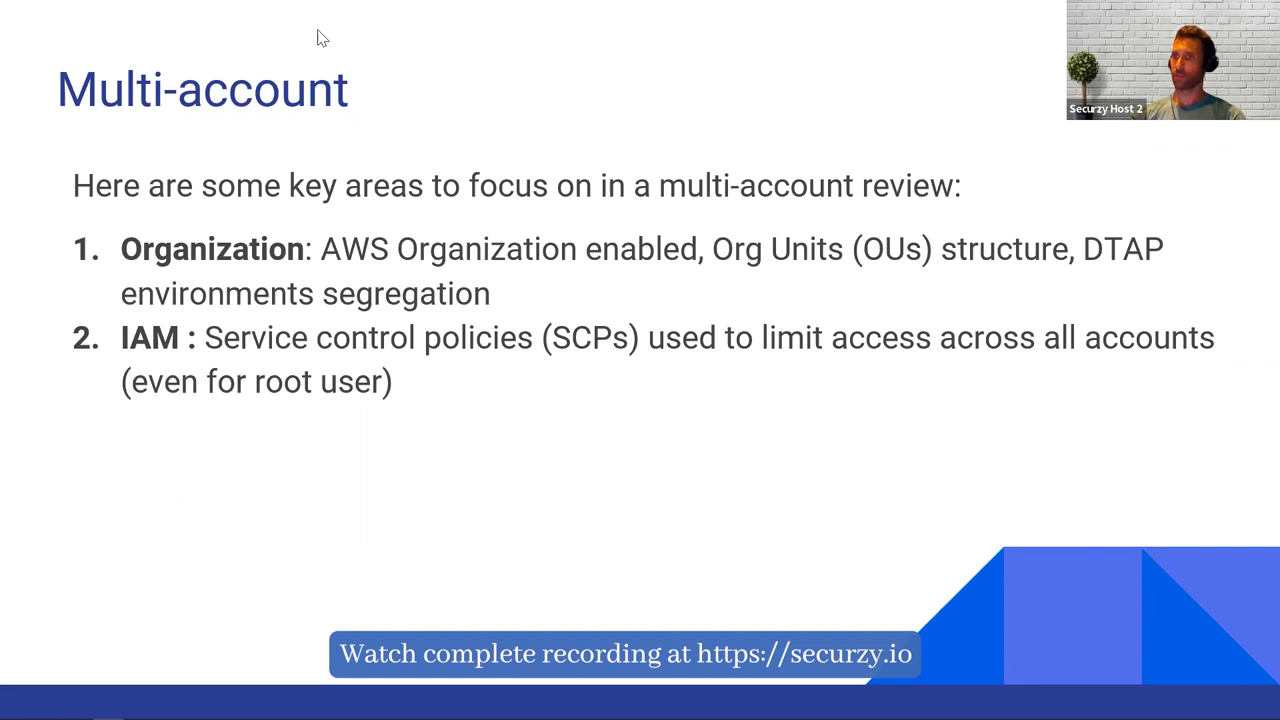 Multi-account
Securzy Host 2
Here are some key areas to focus on in a multi-account review:
1. Organization: AWS Organization enabled, Org Units (OUs) structure, DTAP
environments segregation
2. IAM : Service control policies (SCPs) used to limit access across all accounts
(even for root user)
Watch complete recording at https://securzy.io